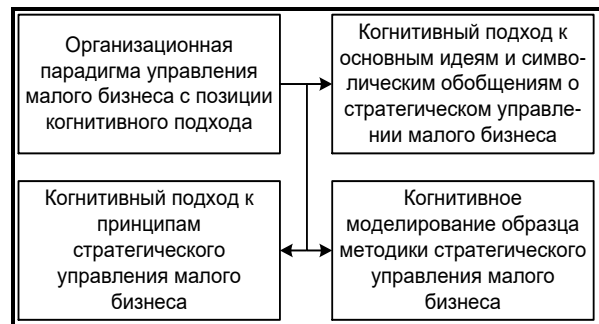 Организационная
парадигма управления
малого бизнеса с позиции
когнитивного подхода
Когнитивный подход к
основным идеям и симво-
лическим обобщениям о
стратегическом управле-
нии малого бизнеса
Когнитивный подход к
принципам
стратегического
управления малого
бизнеса
Когнитивное
моделирование образца
методики стратегического
управления малого
бизнеса